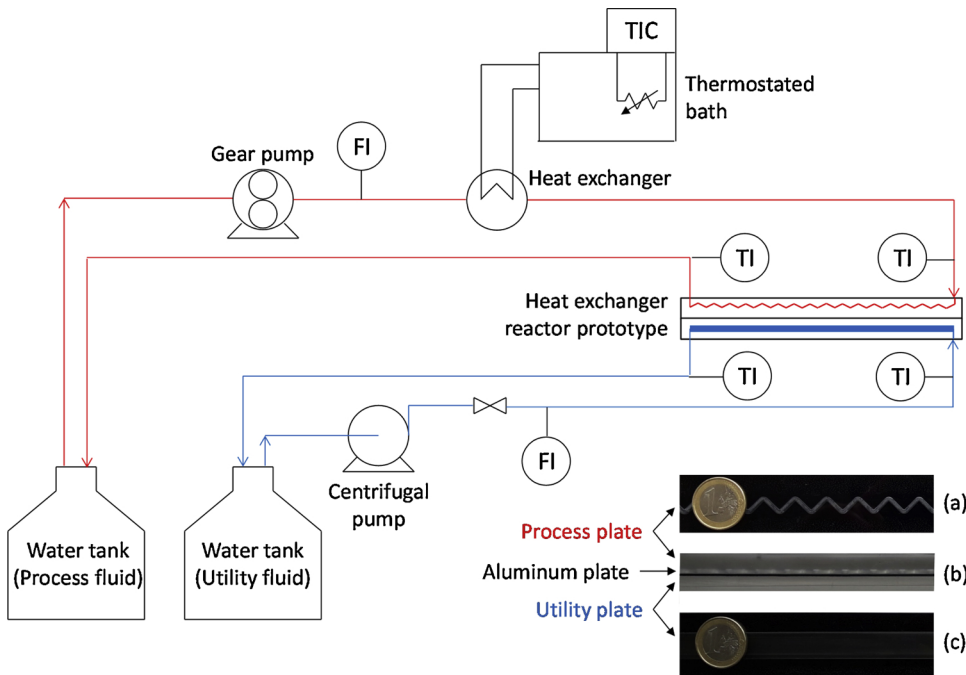 TIC
Thermostated
bath
FI
Gear pump
Heat exchanger
TI
TI
Heat exchanger
reactor prototype
TI
TI
FI
Centrifugal
pump
Water tank
(Process fluid)
Water tank
(Utility fluid)
Process plate
Aluminum plate
Utility plate
(a)
(b)
(c)